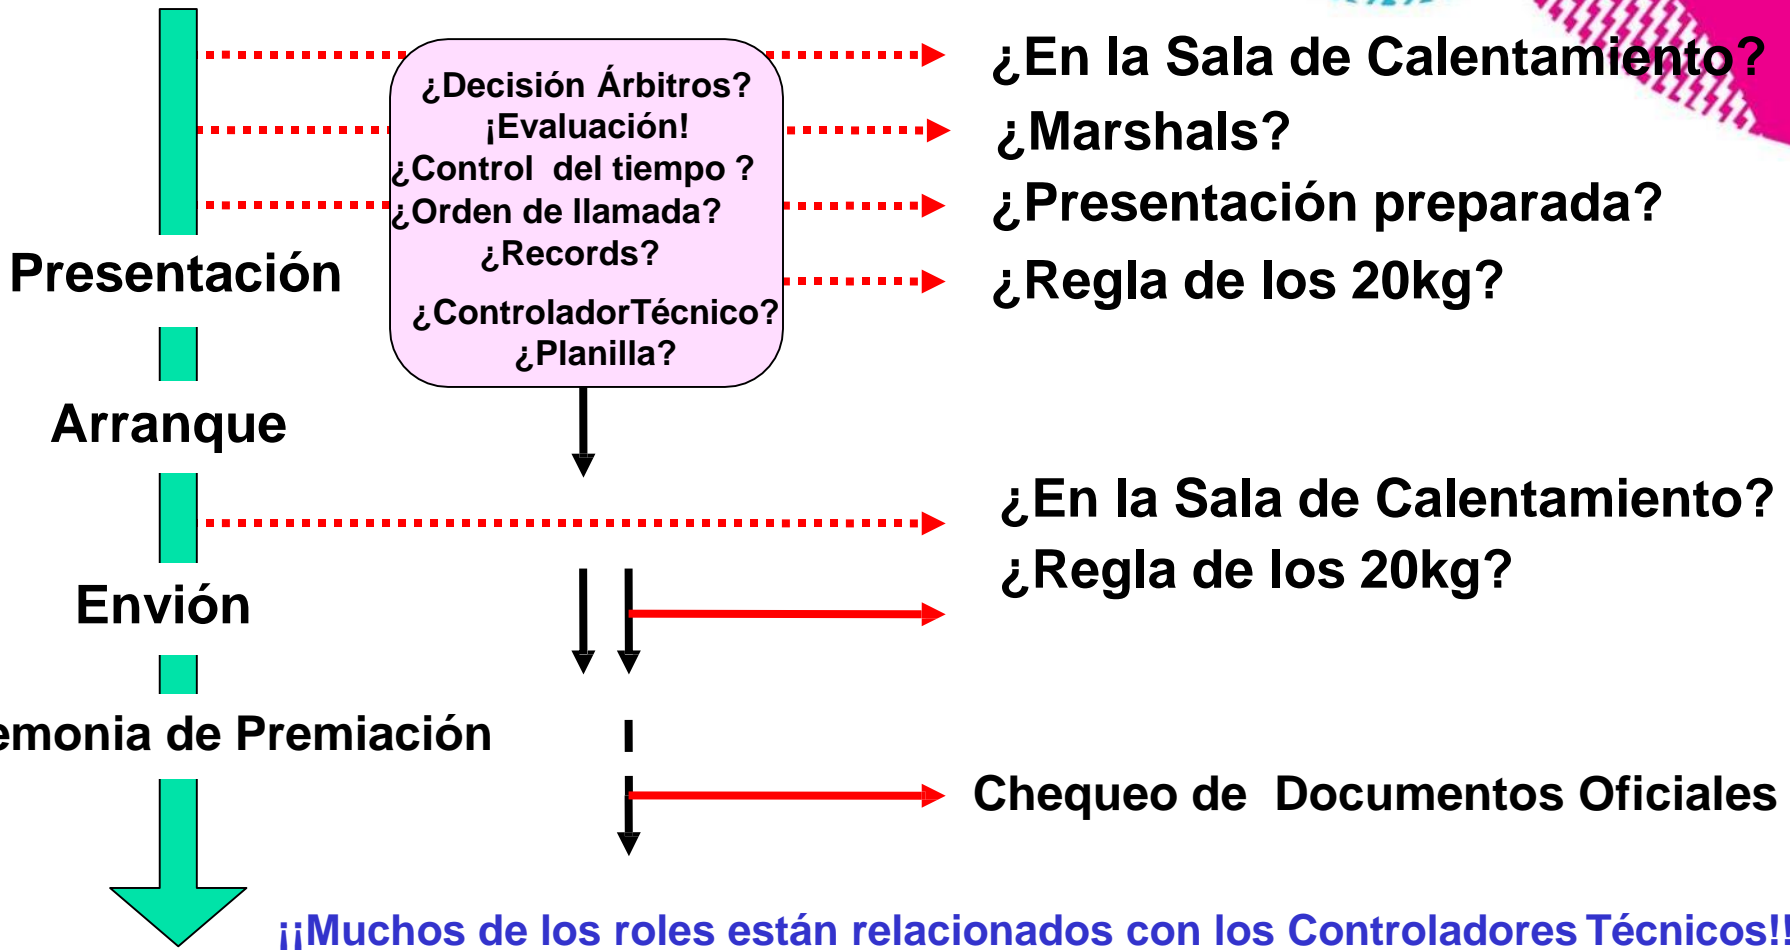 ¿En la Sala de Calentamiento?
¿Decisión Árbitros?
¡Evaluación!
¿Marshals?
¿Control del tiempo ?
¿Orden de llamada?
¿Presentación preparada?
¿Records?
Presentación
¿Regla de los 20kg?
¿ControladorTécnico?
¿Planilla?
Arranque
¿En la Sala de Calentamiento?
¿Regla de los 20kg?
Envión
emonia de Premiación
Chequeo de Documentos Oficiales
¡¡Muchos de los roles están relacionados con los Controladores Técnicos!!